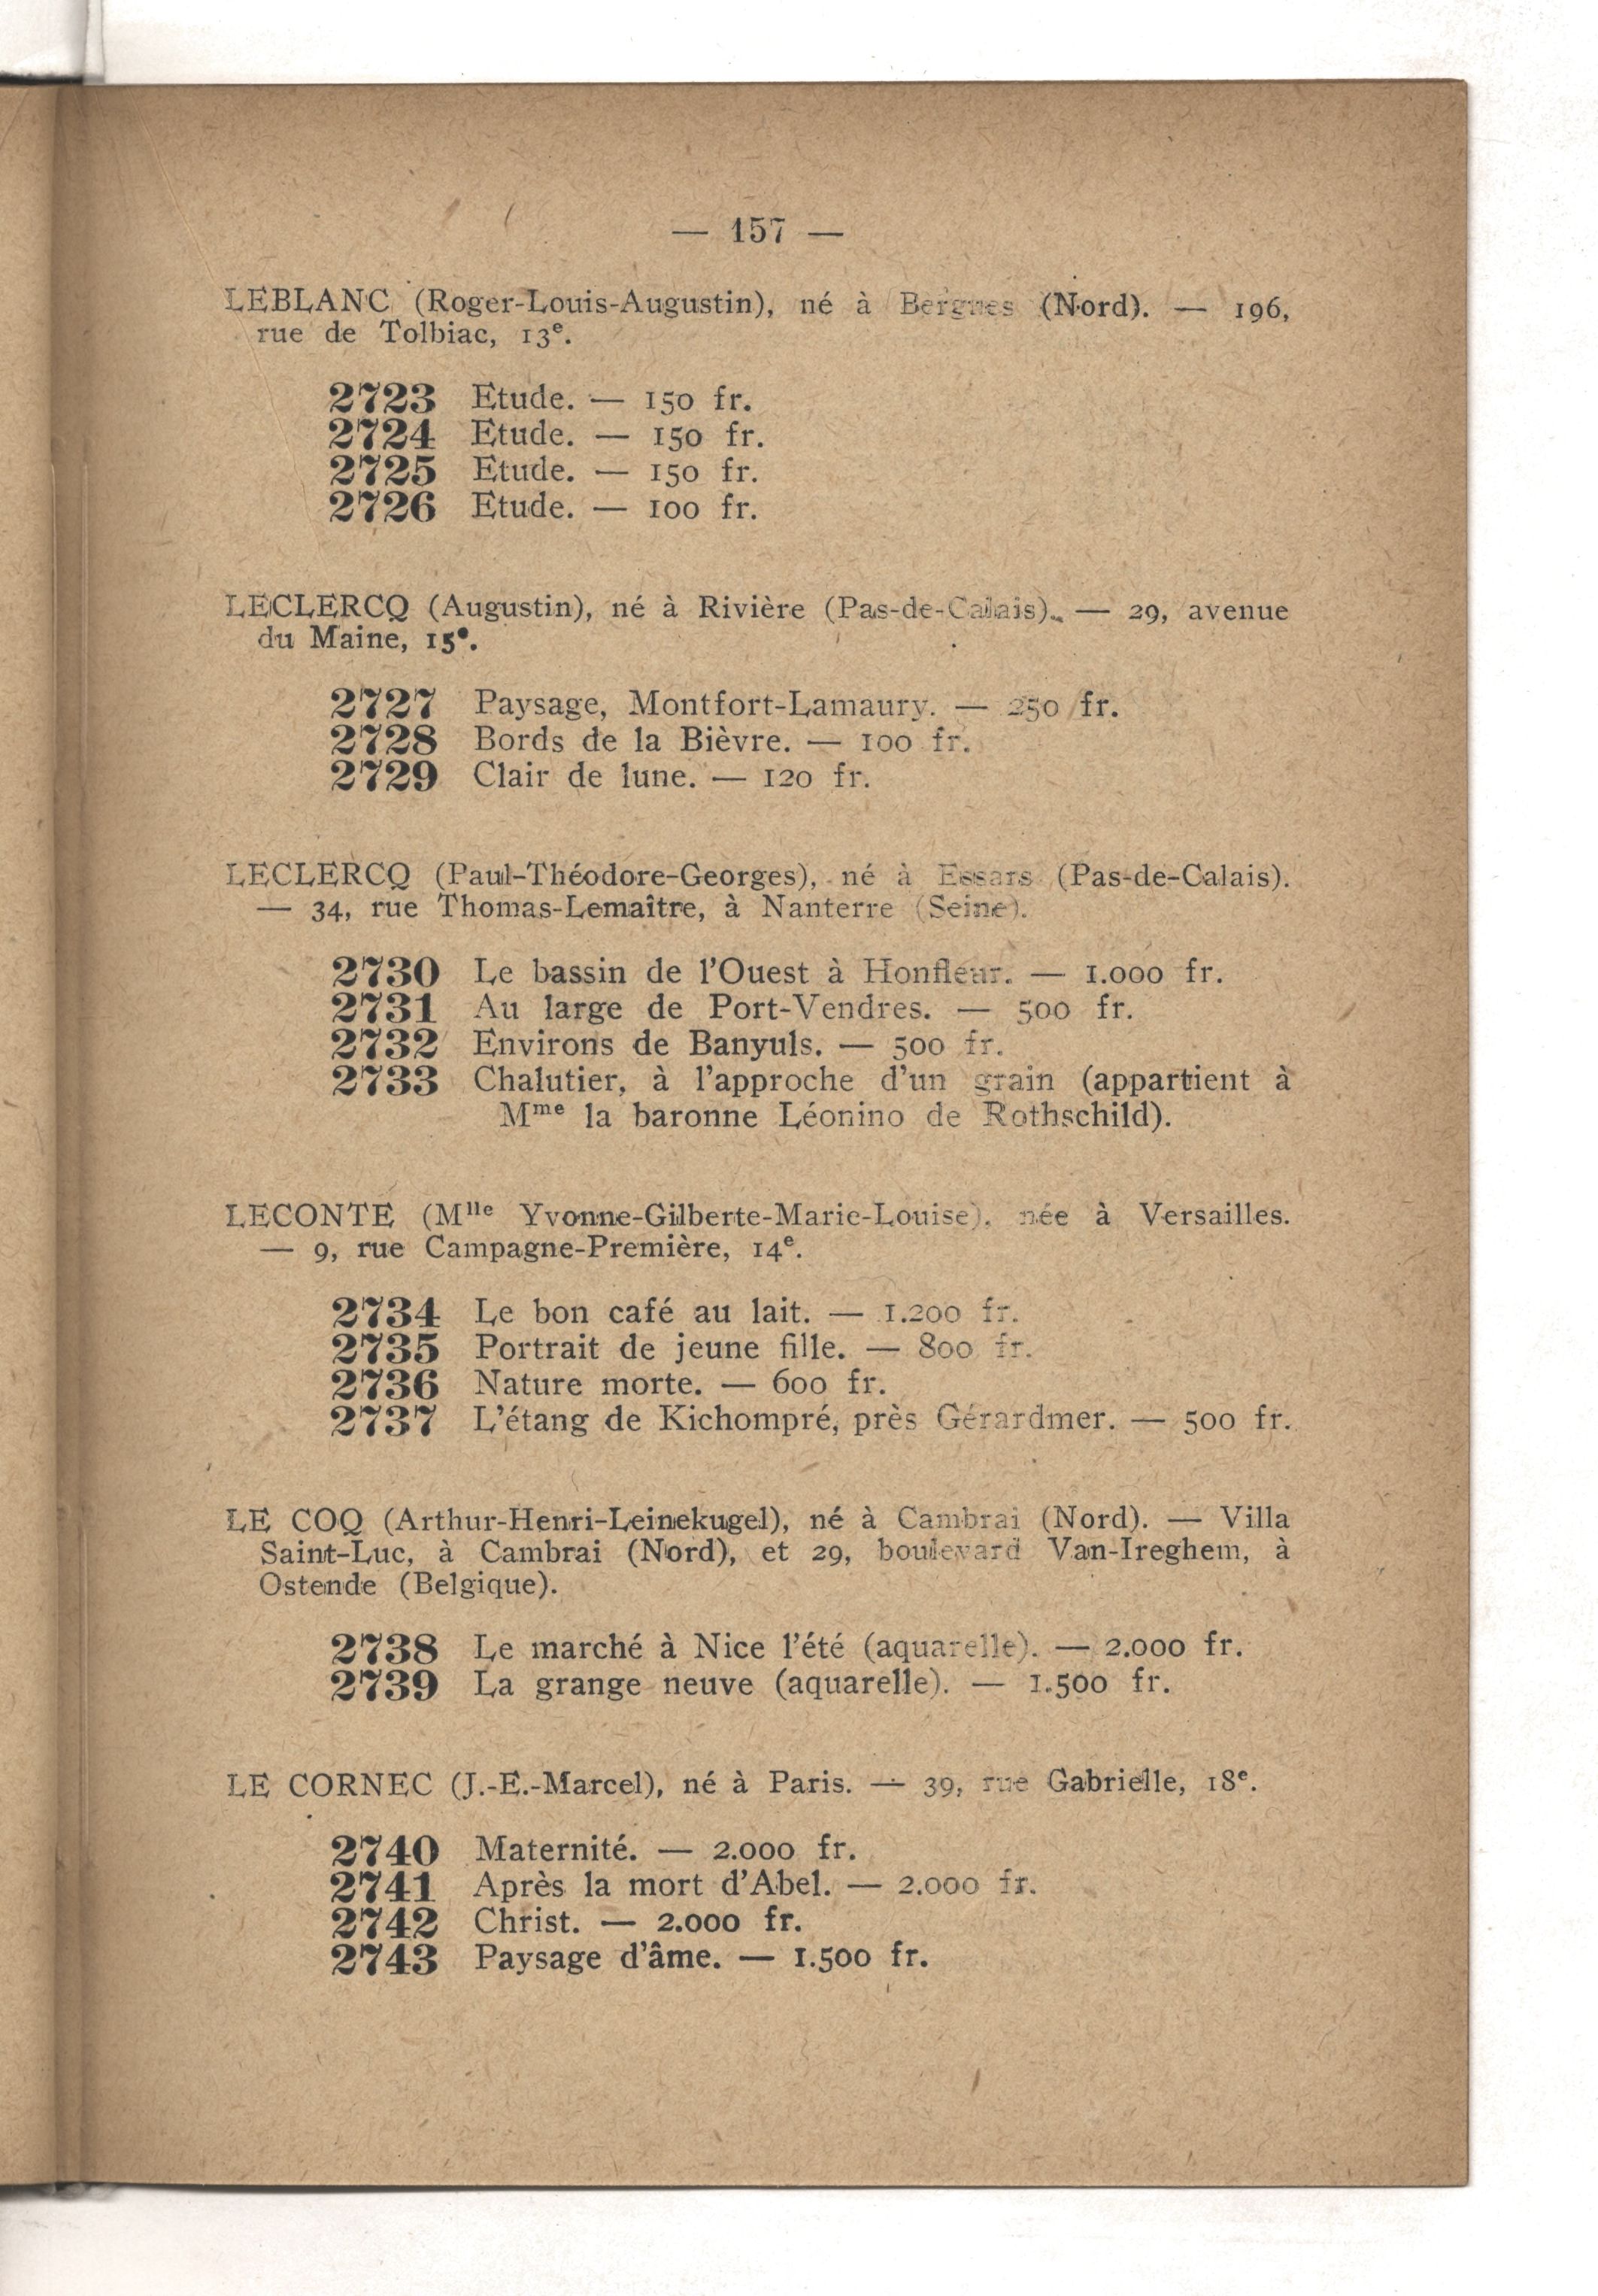 — 157 —
LEBLANC (Roger-Louis-Augustin), né à Bergues (Nord). — 196,
rue de Tolbiac, 13e.
2723 Etude. — 150 fr.
2724 Etude. — 150 fr.
2725 Etude. — 150 fr.
2726 Etude. — 100 fr.
LECLERCQ (Augustin), né à Rivière (Pas-de-Calais). — 29, avenue
du Maine, 15e.
2727 Paysage, Montfort-Lamaury. — 250 fr.
2728 Bords de la Bièvre. — 100 fr.
2729 Clair de lune. — 120 fr.
LECLERCQ (Paul-Théodore-Georges), né à Essars (Pas-de-Calais).
— 34, rue Thomas-Lemaître, à Nanterre (Seine).
2730 Le bassin de l'Ouest à Honfleur. — 1.000 fr.
2731 Au large de Port-Vendres. — 500 fr.
2732 Environs de Banyuls. — 500 fr.
2733 Chalutier, à l'approche d'un grain (appartient à
Mme la baronne Léonino de Rothschild).
LECONTE (Mlle Yvonne-Gilberte-Marie-Louise), née à Versailles.
— 9, rue Campagne-Première, 14e.
2734 Le bon café au lait. — 1.200 fr.
2735 Portrait de jeune fille. — 800 fr.
2736 Nature morte. — 600 fr.
2737 L'étang de Kichompré, près Gérardmer. — 500 fr.
LE COQ (Arthur-Henri-Leinekugel), né à Cambrai (Nord). — Villa
Saint-Luc, à Cambrai (Nord), et 29, boulevard Van-Ireghem, à
Ostende (Belgique).
2738 Le marché à Nice l'été (aquarelle). — 2.000 fr.
2739 La grange neuve (aquarelle). — 1.500 fr.
LE CORNEC (J.-E.-Marcel), né à Paris. — 39, rue Gabrielle, 18e.
2740 Maternité. — 2.000 fr.
2741 Après la mort d'Abel. — 2.000 fr.
2742 Christ. — 2.000 fr.
2743 Paysage d'âme. — 1.500 fr.